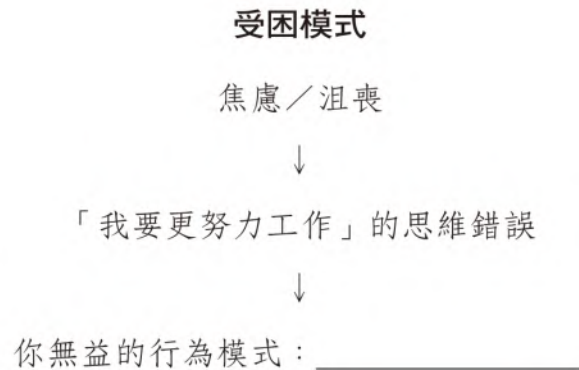 受困模式
焦慮／沮喪
↓
「我要更努力工作」的思維錯誤
↓
你無益的行為模式：＿＿＿＿＿＿＿＿